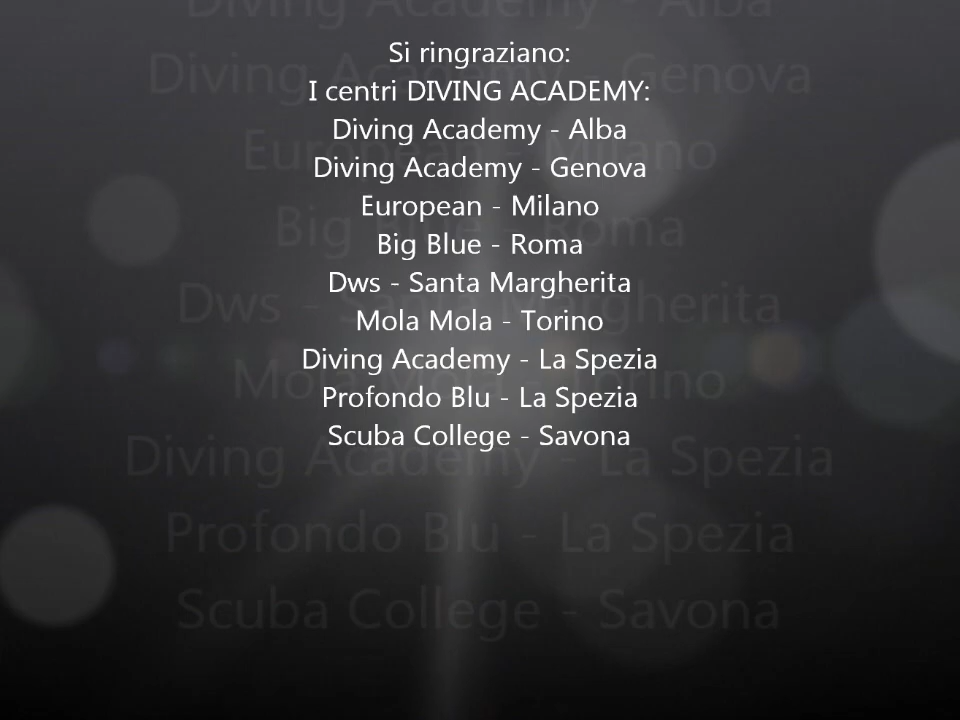 Si ringraziano:
I centri DIVING ACADEMY:
Diving Academy - Alba
Diving Academy - Genova
European - Milano
Big Blue - Roma
Dws - Santa Margherita
Mola Mola - Torino
Diving Academy - La Spezia
Profondo Blu - La Spezia
Scuba College - Savona